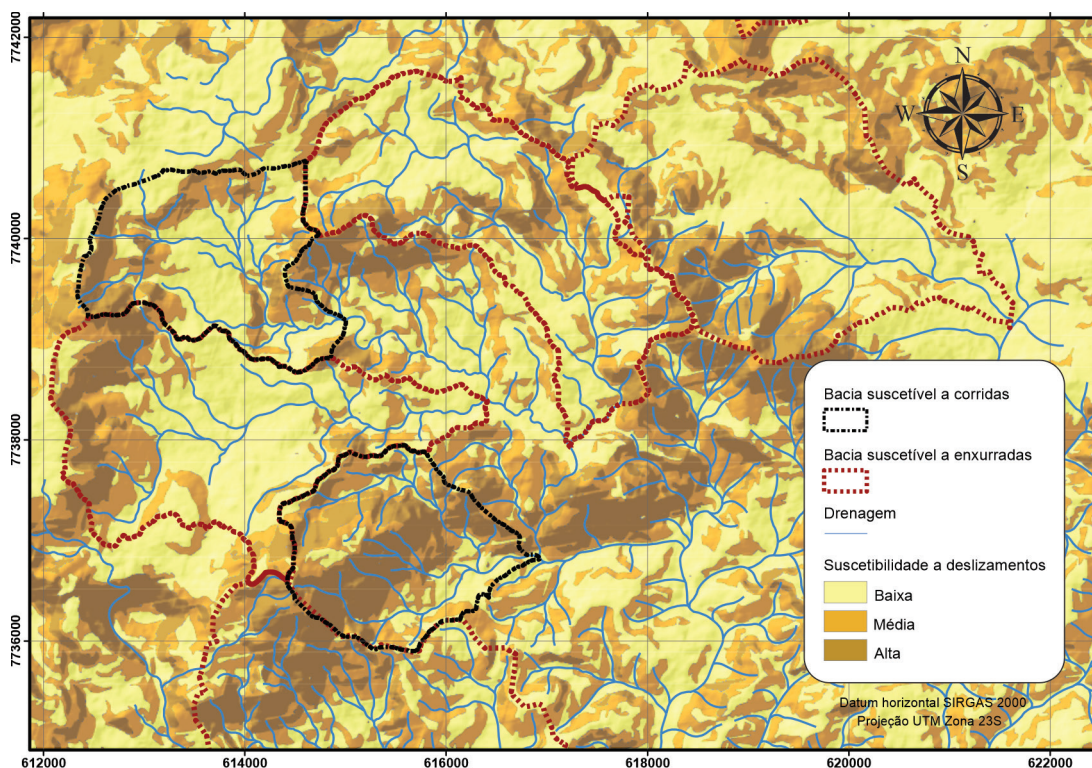 N
W E
S
7742000
7740000
7738000
7736000
Bacia suscetível a corridas
Bacia suscetível a enxurradas
Drenagem
Suscetibilidade a deslizamentos
Baixa
Média
Alta
Datum horizontal SIRGAS 2000
Projeção UTM Zona 23S
612000 614000 616000 618000 620000 622000